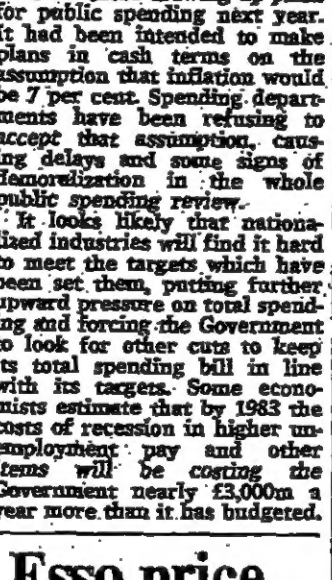 for public spending next year.
It had been intended to make
plans in cash terms on the
assumption that inflation would
be 7 per cent. Spending depart-
ments have been refusing to
accept that assumption, caus-
ing delays and some signs of
demoralization in the whole
public spending review.
It looks likely that nationa-
lized industries will find it hard
to meet the targets which have
been set them, putting further
upward pressure on total spend-
ing and forcing the Government
to look for other cuts to keep
its total spending bill in line
with its targets. Some econo-
mists estimate that by 1983 the
costs of recession in higher un-
employment pay and other
items will be costing the
Government nearly £3,000m a
year more than it has budgeted.
Esso price